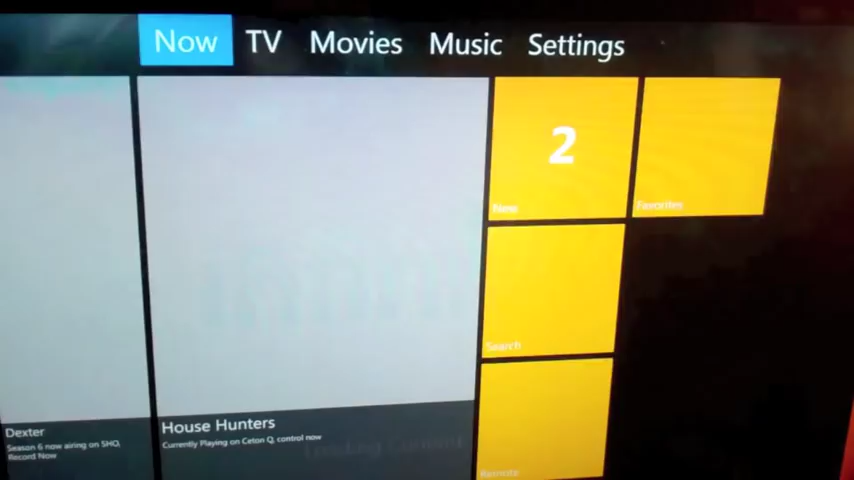 Now TV Movies Music Settings
2
New
Favorites
Search
Remote
Dexter
Season 6 now airing on SHO,
Record Now
House Hunters
Currently Playing on Ceton Q, control now